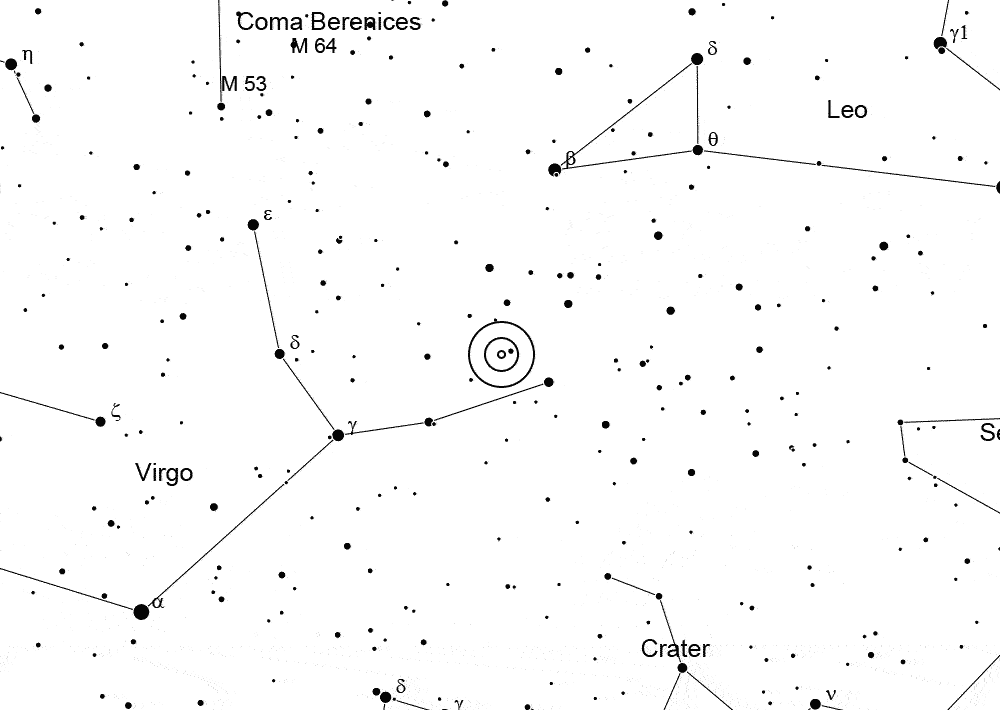 Coma Berenices
M 64
M 53
η
δ
γ1
Leo
θ
β
ε
δ
ζ
γ
Se
Virgo
α
Crater
δ
γ
ν